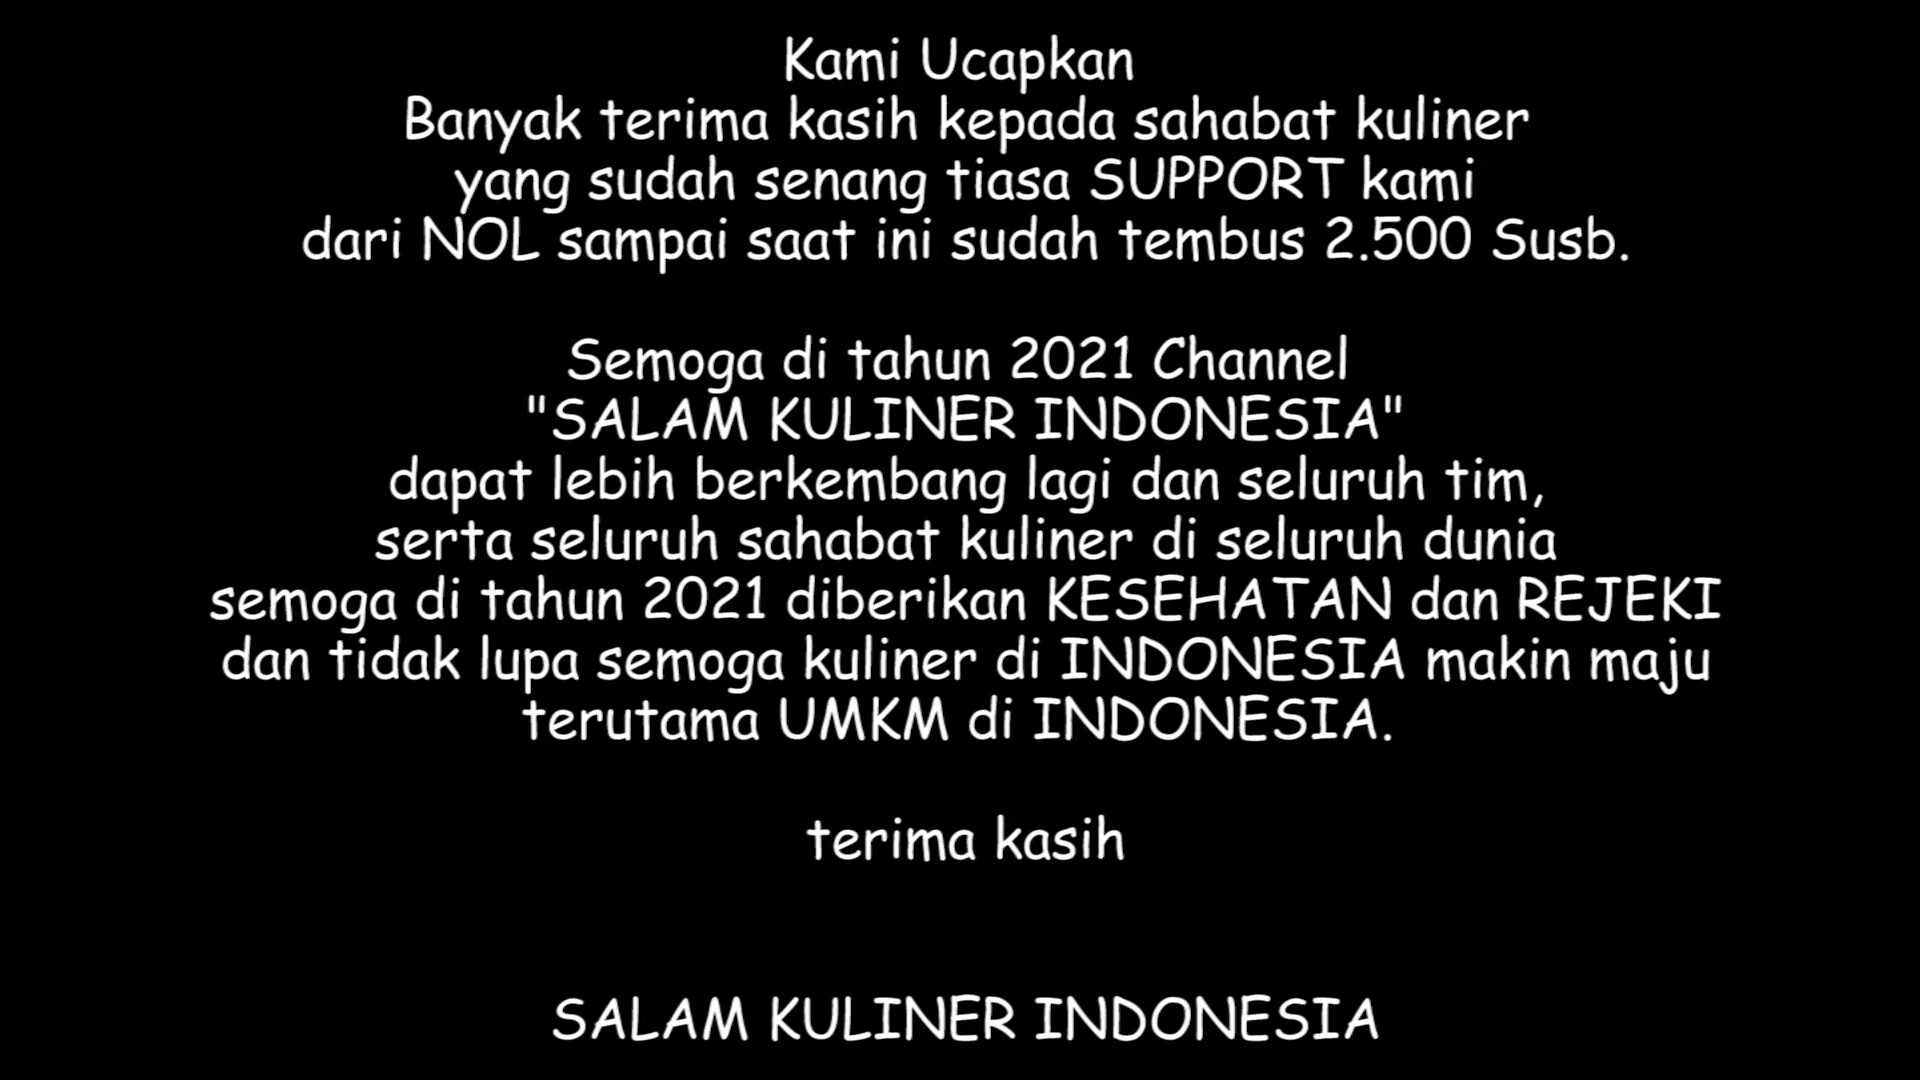 Kami Ucapkan
Banyak terima kasih kepada sahabat kuliner
yang sudah senang tiasa SUPPORT kami
dari NOL sampai saat ini sudah tembus 2.500 Susb.
Semoga di tahun 2021 Channel
"SALAM KULINER INDONESIA"
dapat lebih berkembang lagi dan seluruh tim,
serta seluruh sahabat kuliner di seluruh dunia
semoga di tahun 2021 diberikan KESEHATAN dan REJEKI
dan tidak lupa semoga kuliner di INDONESIA makin maju
terutama UMKM di INDONESIA.
terima kasih
SALAM KULINER INDONESIA